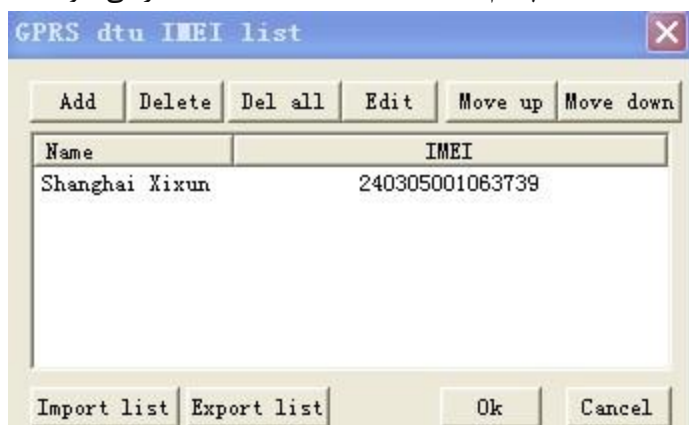 GPRS dtu IMEI list
Add Delete Del all Edit Move up Move down
Name IMEI
Shanghai Xixun 240305001063739
Import list Export list Ok Cancel